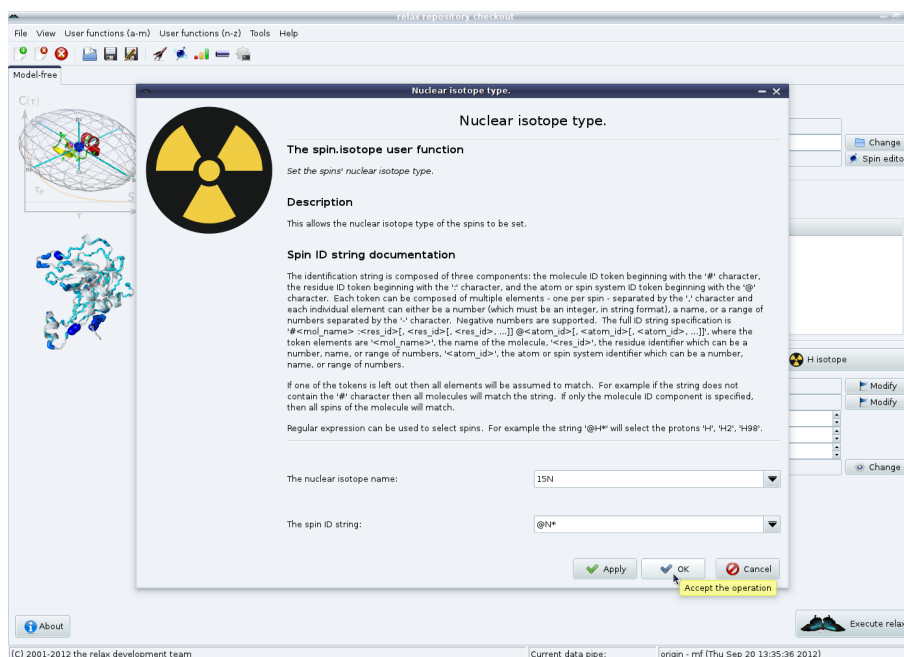 relax repository checkout
File View User functions (a-m) User functions (n-z) Tools Help
Model-free
C(τ)
τe
S
τ
Change
Spin edito
H isotope
Modify
Modify
Change
Nuclear isotope type.
Nuclear isotope type.
The spin.isotope user function
Set the spins' nuclear isotope type.
Description
This allows the nuclear isotope type of the spins to be set.
Spin ID string documentation
The identification string is composed of three components: the molecule ID token beginning with the '#' character,
the residue ID token beginning with the ':' character, and the atom or spin system ID token beginning with the '@'
character. Each token can be composed of multiple elements - one per spin - separated by the ',' character and
each individual element can either be a number (which must be an integer, in string format), a name, or a range of
numbers separated by the '-' character. Negative numbers are supported. The full ID string specification is
'#<mol_name> :<res_id>[, <res_id>[, <res_id>, ...]] @<atom_id>[, <atom_id>[, <atom_id>, ...]]', where the
token elements are '<mol_name>', the name of the molecule, '<res_id>', the residue identifier which can be a
number, name, or range of numbers, '<atom_id>', the atom or spin system identifier which can be a number,
name, or range of numbers.
If one of the tokens is left out then all elements will be assumed to match. For example if the string does not
contain the '#' character then all molecules will match the string. If only the molecule ID component is specified,
then all spins of the molecule will match.
Regular expression can be used to select spins. For example the string '@H*' will select the protons 'H', 'H2', 'H98'.
The nuclear isotope name: 15N
The spin ID string: @N*
Apply OK Cancel
Accept the operation
About
Execute relax
(C) 2001-2012 the relax development team Current data pipe: origin - mf (Thu Sep 20 13:35:36 2012)